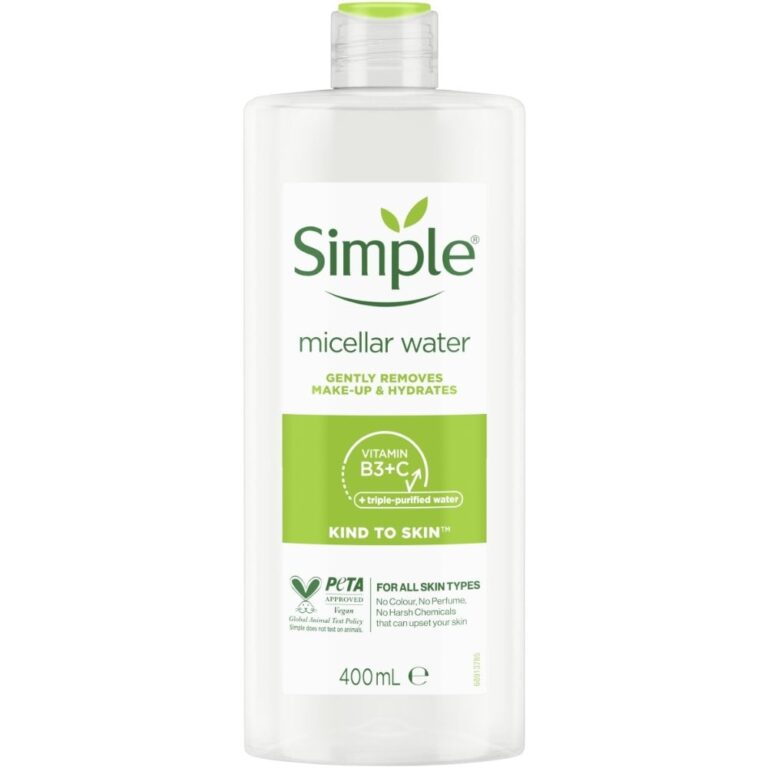 Simple®
micellar water
GENTLY REMOVES
MAKE-UP & HYDRATES
VITAMIN
B3+C
+ triple-purified water
KIND TO SKIN™
PETA
APPROVED
Vegan
Global Animal Test Policy
Simple does not test on animals.
FOR ALL SKIN TYPES
No Colour, No Perfume,
No Harsh Chemicals
that can upset your skin
400mL ℮